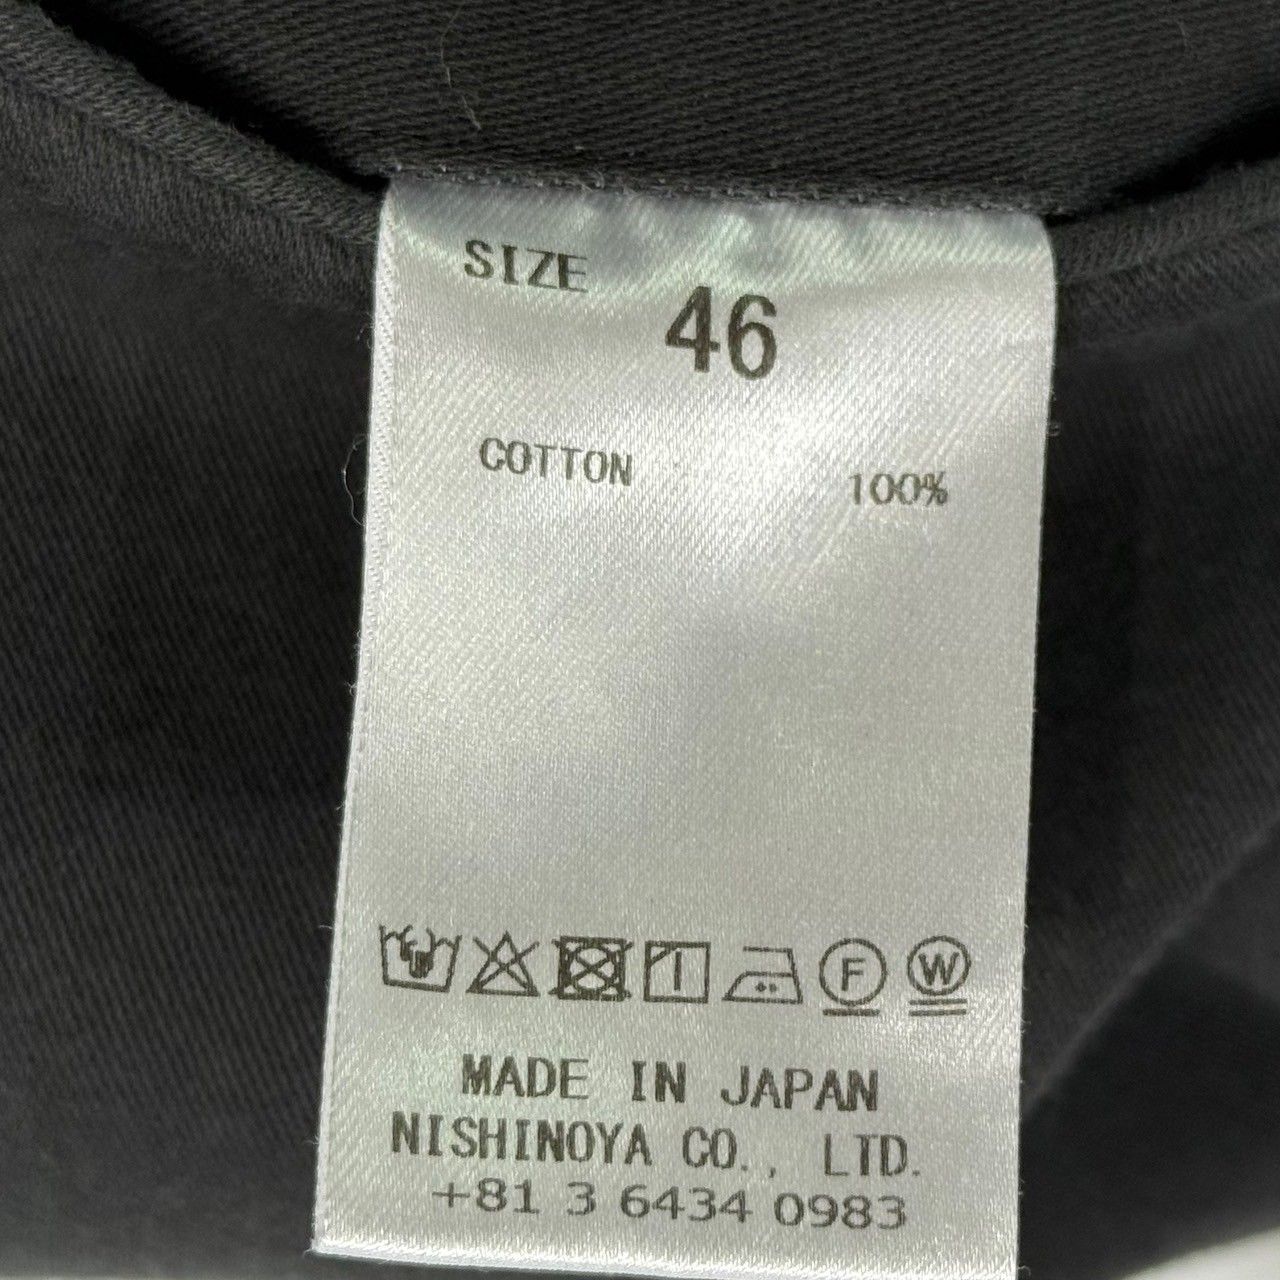 SIZE 46
COTTON 100%
F W
MADE IN JAPAN
NISHINOYA CO., LTD.
+81 3 6434 0983